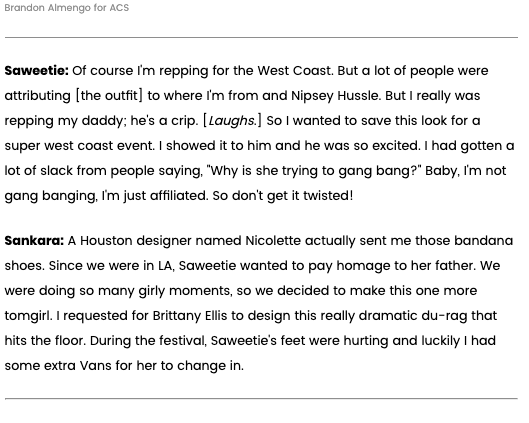 Brandon Almengo for ACS
Saweetie: Of course I'm repping for the West Coast. But a lot of people were
attributing [the outfit] to where I'm from and Nipsey Hussle. But I really was
repping my daddy; he's a crip. [Laughs.] So I wanted to save this look for a
super west coast event. I showed it to him and he was so excited. I had gotten a
lot of slack from people saying, "Why is she trying to gang bang?" Baby, I'm not
gang banging, I'm just affiliated. So don't get it twisted!
Sankara: A Houston designer named Nicolette actually sent me those bandana
shoes. Since we were in LA, Saweetie wanted to pay homage to her father. We
were doing so many girly moments, so we decided to make this one more
tomgirl. I requested for Brittany Ellis to design this really dramatic du-rag that
hits the floor. During the festival, Saweetie's feet were hurting and luckily I had
some extra Vans for her to change in.